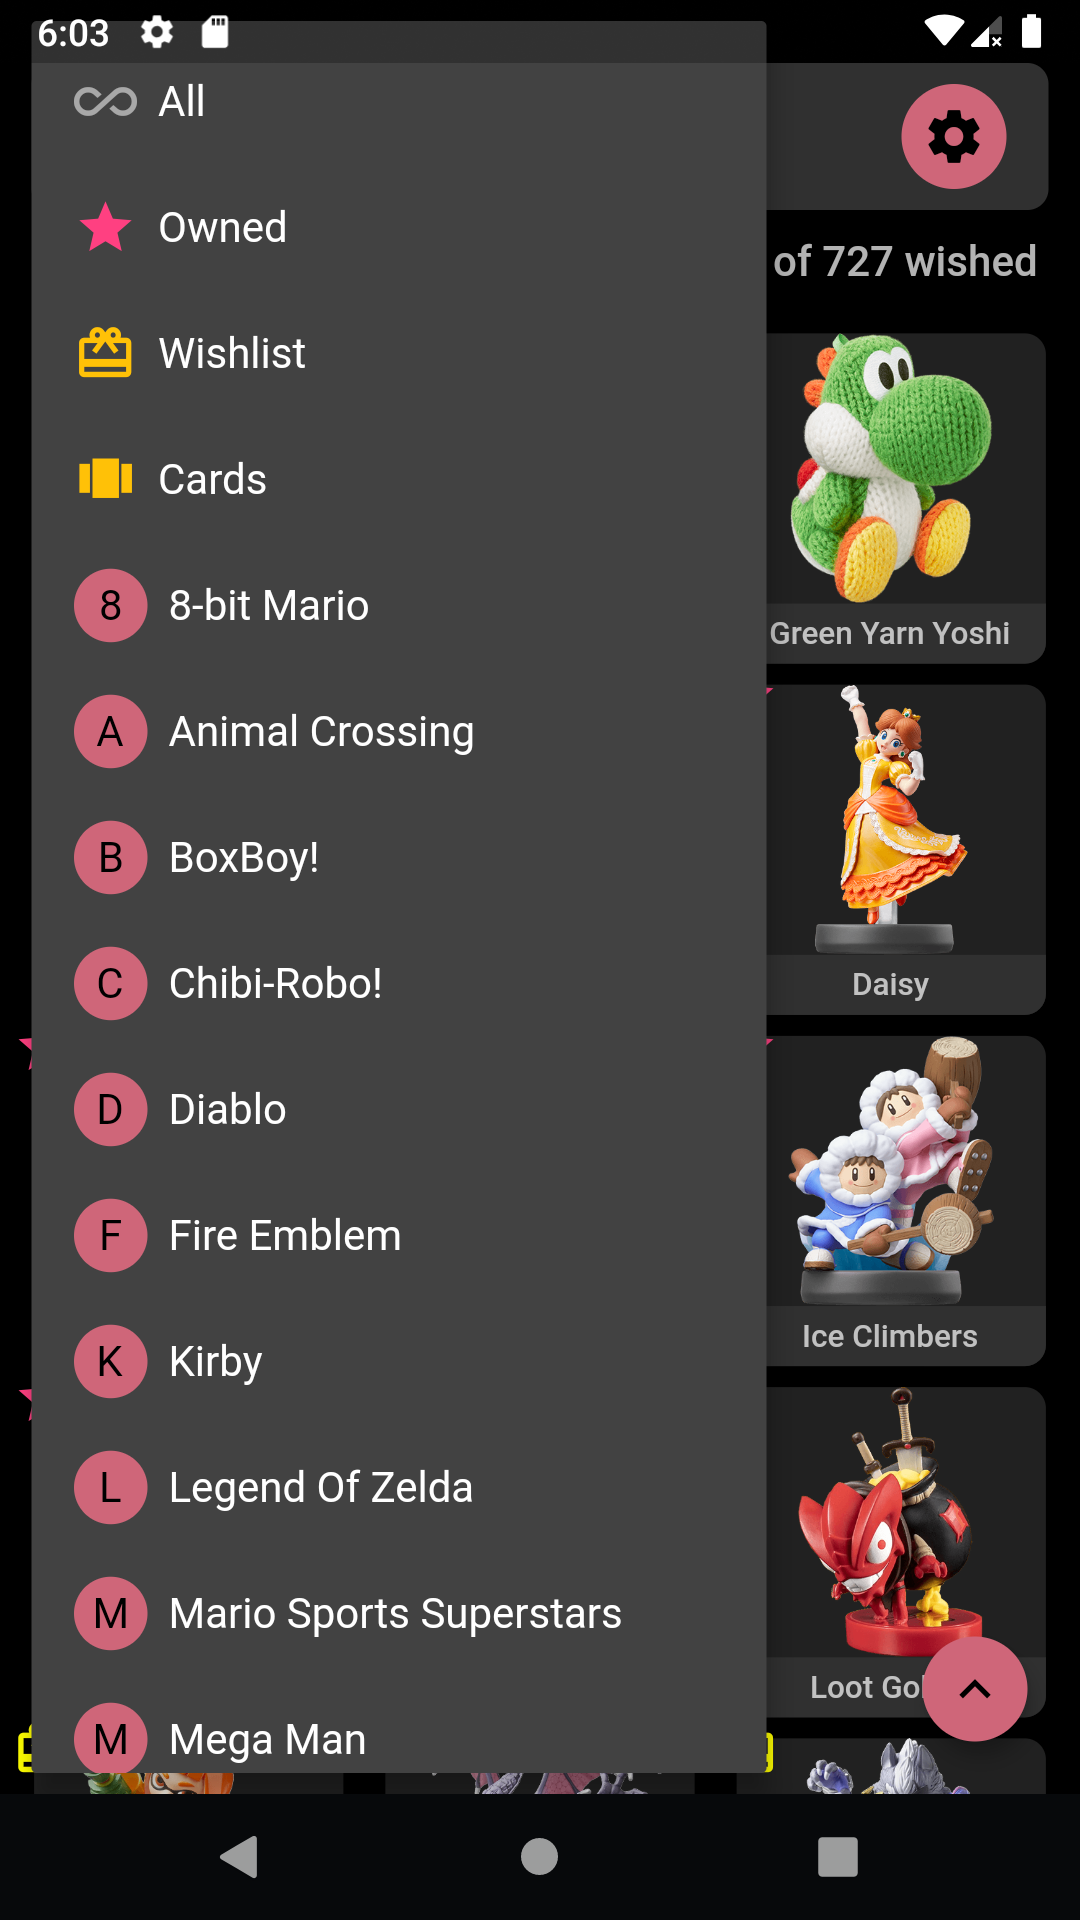 6:03
All
Owned
of 727 wished
Wishlist
Cards
8 8-bit Mario
Green Yarn Yoshi
A Animal Crossing
B BoxBoy!
C Chibi-Robo!
Daisy
D Diablo
F Fire Emblem
Ice Climbers
K Kirby
L Legend Of Zelda
M Mario Sports Superstars
Loot
M Mega Man